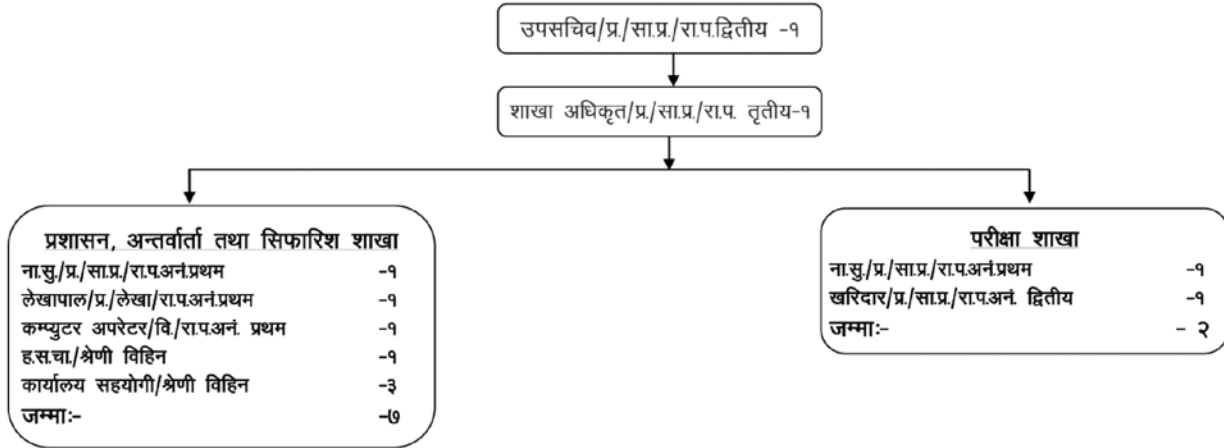 उपसचिव/प्र./सा.प्र./रा.प.द्वितीय -१
शाखा अधिकृत/प्र./सा.प्र./रा.प. तृतीय-१
प्रशासन, अन्तर्वार्ता तथा सिफारिश शाखा
ना.सु./प्र./सा.प्र./रा.प.अनं.प्रथम -१
लेखापाल/प्र./लेखा/रा.प.अनं.प्रथम -१
कम्प्युटर अपरेटर/वि./रा.प.अनं. प्रथम -१
ह.स.चा./श्रेणी विहिन -१
कार्यालय सहयोगी/श्रेणी विहिन -३
जम्माः- -७
परीक्षा शाखा
ना.सु./प्र./सा.प्र./रा.प.अनं.प्रथम -१
खरिदार/प्र./सा.प्र./रा.प.अनं. द्वितीय -१
जम्माः- - २